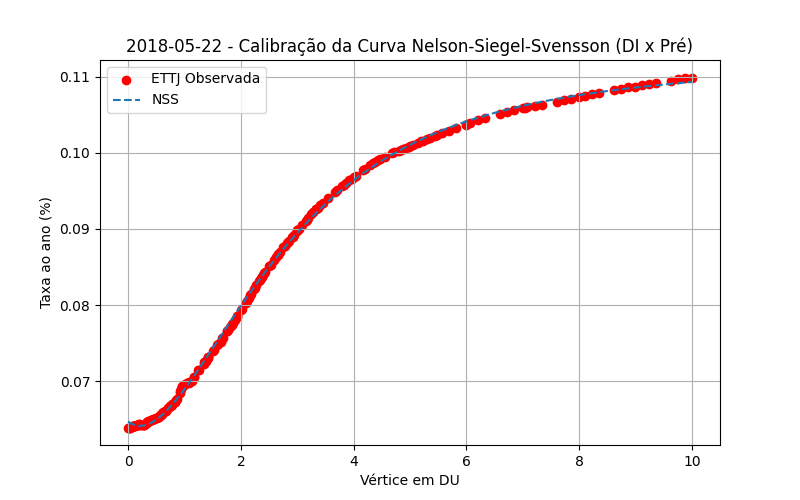 2018-05-22 - Calibração da Curva Nelson-Siegel-Svensson (DI x Pré)
ETTJ Observada
NSS
Taxa ao ano (%)
0.11
0.10
0.09
0.08
0.07
0
2
4
6
8
10
Vértice em DU